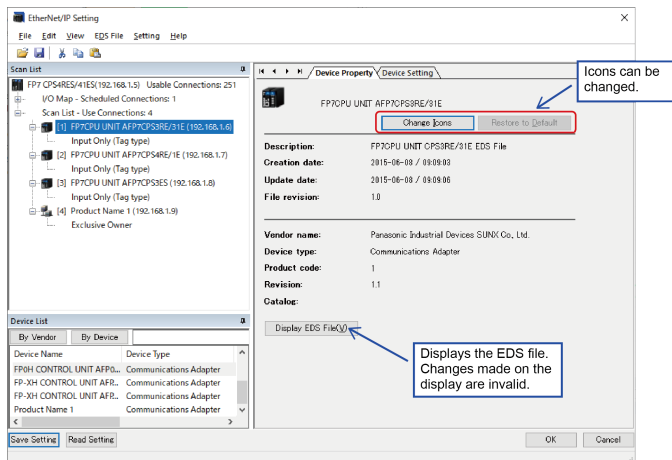 EtherNet/IP Setting
File Edit View EDS File Setting Help
Scan List
FP7 CPS4RES/41ES(192.168.1.5) Usable Connections: 251
I/O Map - Scheduled Connections: 1
Scan List - Use Connections: 4
[1] FP7CPU UNIT AFP7CPS3RE/31E (192.168.1.6)
Input Only (Tag type)
[2] FP7CPU UNIT AFP7CPS4RE/1E (192.168.1.7)
Input Only (Tag type)
[3] FP7CPU UNIT AFP7CPS3ES (192.168.1.8)
Input Only (Tag type)
[4] Product Name 1 (192.168.1.9)
Exclusive Owner
Device List
By Vendor By Device
Device Name Device Type
FP0H CONTROL UNIT AFP0... Communications Adapter
FP-XH CONTROL UNIT AFP... Communications Adapter
FP-XH CONTROL UNIT AFP... Communications Adapter
Product Name 1 Communications Adapter
Save Setting Read Setting
Device Property Device Setting
FP7CPU UNIT AFP7CPS3RE/31E
Change Icons Restore to Default
Description: FP7CPU UNIT CPS3RE/31E EDS File
Creation date: 2015-06-08 / 09:09:03
Update date: 2015-06-08 / 09:09:06
File revision: 1.0
Vendor name: Panasonic Industrial Devices SUNX Co., Ltd.
Device type: Communications Adapter
Product code: 1
Revision: 1.1
Catalog:
Display EDS File(V)
OK Cancel
Icons can be
changed.
Displays the EDS file.
Changes made on the
display are invalid.